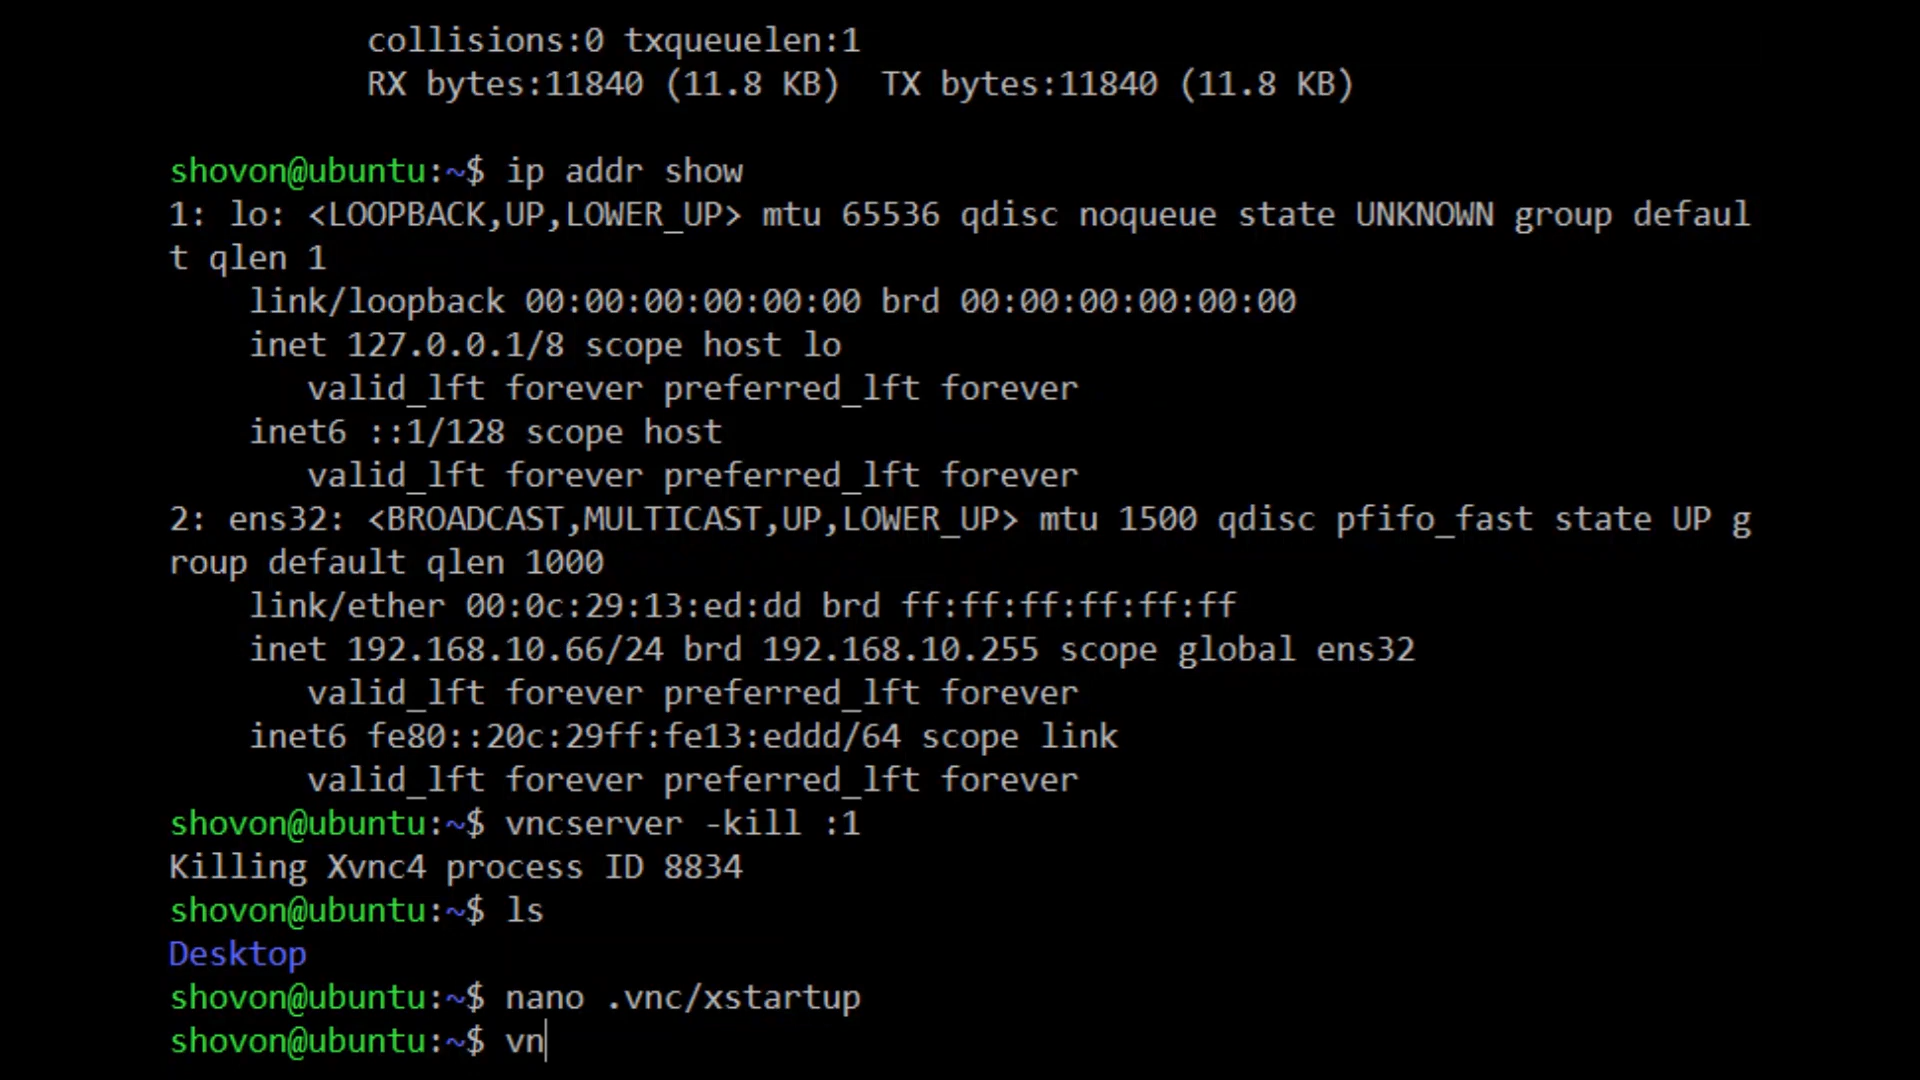 collisions:0 txqueuelen:1
RX bytes:11840 (11.8 KB)  TX bytes:11840 (11.8 KB)
shovon@ubuntu:~$ ip addr show
1: lo: <LOOPBACK,UP,LOWER_UP> mtu 65536 qdisc noqueue state UNKNOWN group defaul
t qlen 1
link/loopback 00:00:00:00:00:00 brd 00:00:00:00:00:00
inet 127.0.0.1/8 scope host lo
valid_lft forever preferred_lft forever
inet6 ::1/128 scope host
valid_lft forever preferred_lft forever
2: ens32: <BROADCAST,MULTICAST,UP,LOWER_UP> mtu 1500 qdisc pfifo_fast state UP g
roup default qlen 1000
link/ether 00:0c:29:13:ed:dd brd ff:ff:ff:ff:ff:ff
inet 192.168.10.66/24 brd 192.168.10.255 scope global ens32
valid_lft forever preferred_lft forever
inet6 fe80::20c:29ff:fe13:eddd/64 scope link
valid_lft forever preferred_lft forever
shovon@ubuntu:~$ vncserver -kill :1
Killing Xvnc4 process ID 8834
shovon@ubuntu:~$ ls
Desktop
shovon@ubuntu:~$ nano .vnc/xstartup
shovon@ubuntu:~$ vn